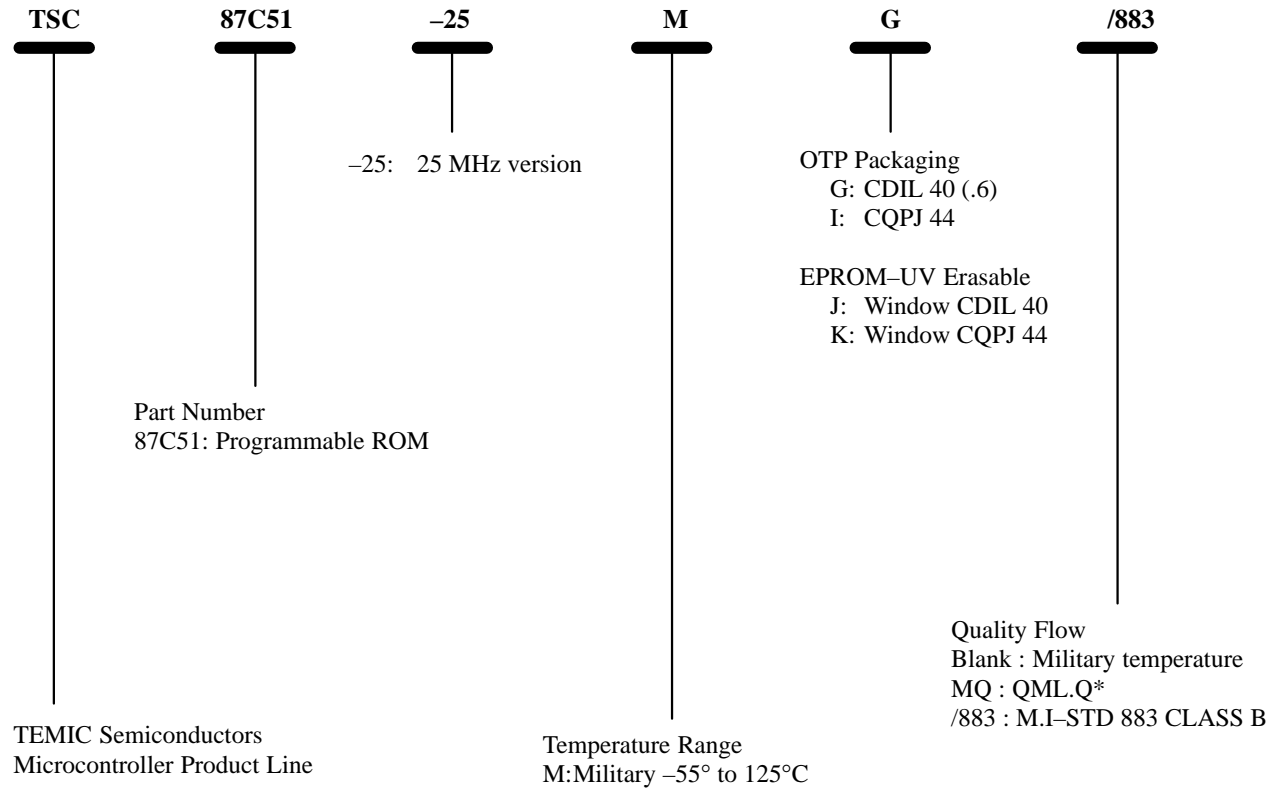 TSC 87C51 –25 M G /883
–25: 25 MHz version
OTP Packaging
G: CDIL 40 (.6)
I: CQPJ 44
EPROM–UV Erasable
J: Window CDIL 40
K: Window CQPJ 44
Part Number
87C51: Programmable ROM
Quality Flow
Blank : Military temperature
MQ : QML.Q*
/883 : M.I–STD 883 CLASS B
TEMIC Semiconductors
Microcontroller Product Line
Temperature Range
M:Military –55° to 125°C